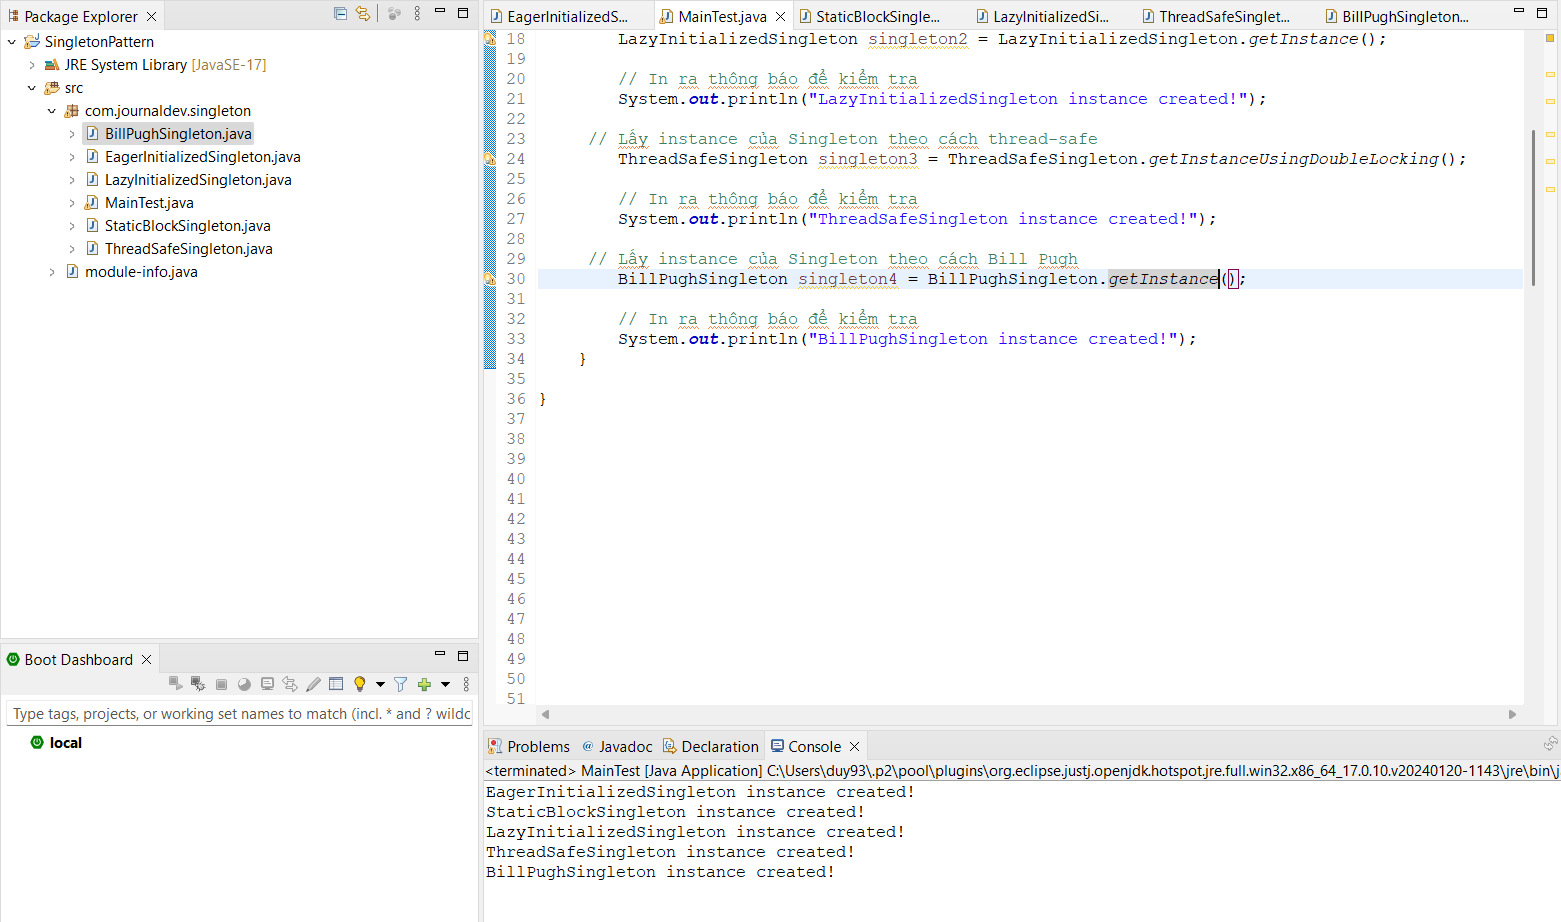 Package Explorer
SingletonPattern
JRE System Library [JavaSE-17]
src
com.journaldev.singleton
BillPughSingleton.java
EagerInitializedSingleton.java
LazyInitializedSingleton.java
MainTest.java
StaticBlockSingleton.java
ThreadSafeSingleton.java
module-info.java
Boot Dashboard
Type tags, projects, or working set names to match (incl. * and ? wildc
local
EagerInitializedS... MainTest.java StaticBlockSingle... LazyInitializedSi... ThreadSafeSinglet... BillPughSingleton...
18 LazyInitializedSingleton singleton2 = LazyInitializedSingleton.getInstance();
19
20 // In ra thông báo để kiểm tra
21 System.out.println("LazyInitializedSingleton instance created!");
22
23 // Lấy instance của Singleton theo cách thread-safe
24 ThreadSafeSingleton singleton3 = ThreadSafeSingleton.getInstanceUsingDoubleLocking();
25
26 // In ra thông báo để kiểm tra
27 System.out.println("ThreadSafeSingleton instance created!");
28
29 // Lấy instance của Singleton theo cách Bill Pugh
30 BillPughSingleton singleton4 = BillPughSingleton.getInstance();
31
32 // In ra thông báo để kiểm tra
33 System.out.println("BillPughSingleton instance created!");
34 }
35
36 }
37
38
39
40
41
42
43
44
45
46
47
48
49
50
51
Problems @ Javadoc Declaration Console
<terminated> MainTest [Java Application] C:\Users\duy93\.p2\pool\plugins\org.eclipse.justj.openjdk.hotspot.jre.full.win32.x86_64_17.0.10.v20240120-1143\jre\bin\j
EagerInitializedSingleton instance created!
StaticBlockSingleton instance created!
LazyInitializedSingleton instance created!
ThreadSafeSingleton instance created!
BillPughSingleton instance created!